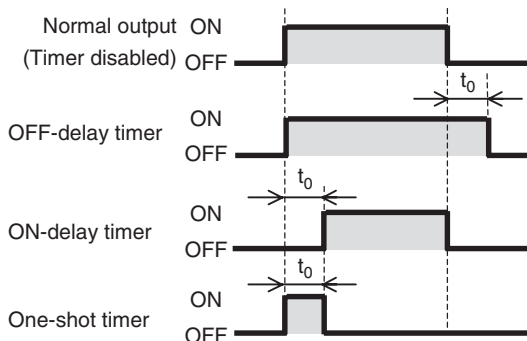 Normal output ON
(Timer disabled) OFF
t0
OFF-delay timer ON
OFF
t0
ON-delay timer ON
OFF
t0
One-shot timer ON
OFF